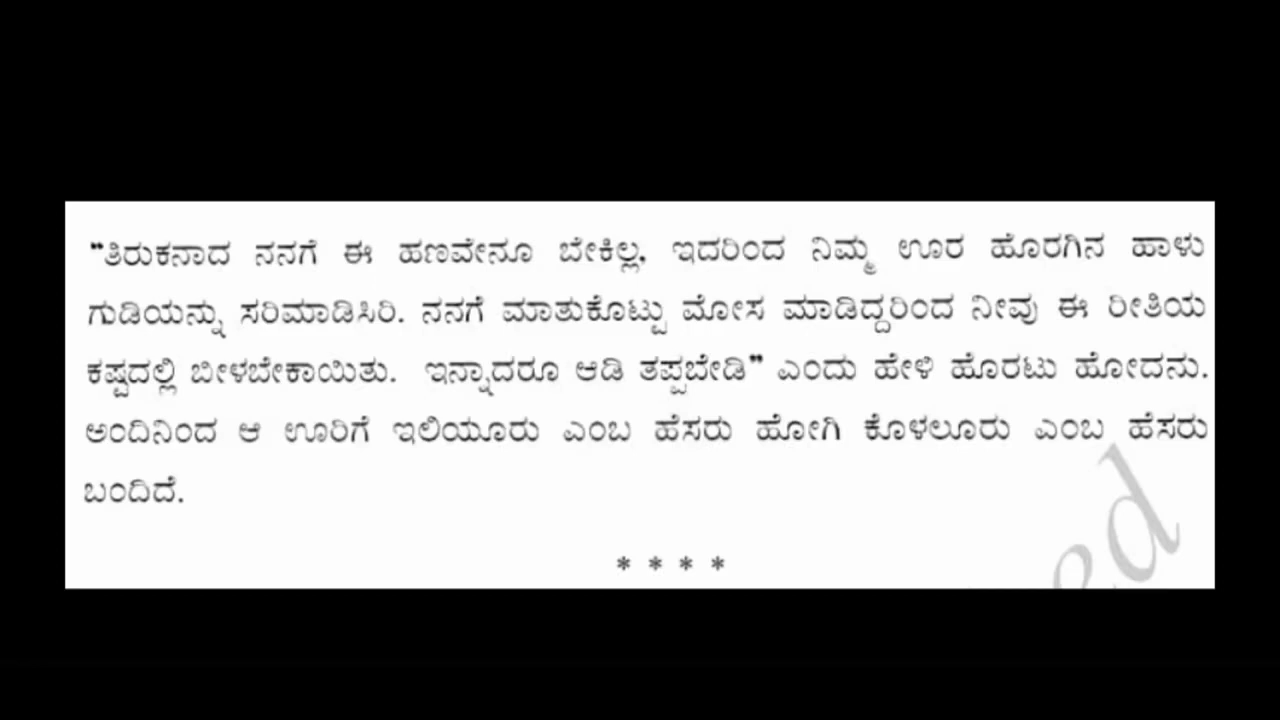 "ತಿರುಕನಾದ ನನಗೆ ಈ ಹಣವೇನೂ ಬೇಕಿಲ್ಲ, ಇದರಿಂದ ನಿಮ್ಮ ಊರ ಹೊರಗಿನ ಹಾಳು
ಗುಡಿಯನ್ನು ಸರಿಮಾಡಿಸಿರಿ. ನನಗೆ ಮಾತುಕೊಟ್ಟು ಮೋಸ ಮಾಡಿದ್ದರಿಂದ ನೀವು ಈ ರೀತಿಯ
ಕಷ್ಟದಲ್ಲಿ ಬೀಳಬೇಕಾಯಿತು. ಇನ್ನಾದರೂ ಆಡಿ ತಪ್ಪಬೇಡಿ" ಎಂದು ಹೇಳಿ ಹೊರಟು ಹೋದನು.
ಅಂದಿನಿಂದ ಆ ಊರಿಗೆ ಇಲಿಯೂರು ಎಂಬ ಹೆಸರು ಹೋಗಿ ಕೊಳಲೂರು ಎಂಬ ಹೆಸರು
ಬಂದಿದೆ.
* * * *